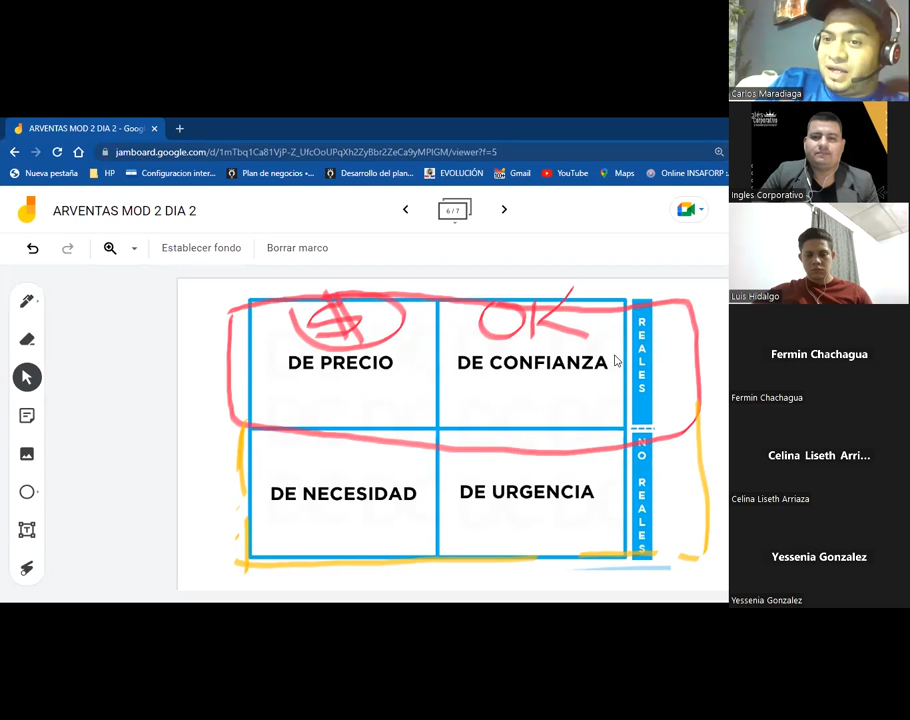 Carlos Maradiaga
ARVENTAS MOD 2 DIA 2 - Goog
jamboard.google.com/d/1mTbq1Ca81VjP-Z_UfcOoUPqXh2ZyBbr2ZeCa9yMPIGM/viewer?f=5
Nueva pestaña
HP
Configuracion inter...
Plan de negocios •...
Desarrollo del plan...
EVOLUCIÓN
Gmail
YouTube
Maps
Online INSAFORP :...
Ingles Corporativo
ARVENTAS MOD 2 DIA 2
6 / 7
Establecer fondo
Borrar marco
Luis Hidalgo
$
OK
DE PRECIO
DE CONFIANZA
REALES
DE NECESIDAD
DE URGENCIA
NO REALES
Fermin Chachagua
Fermin Chachagua
Celina Liseth Arri...
Celina Liseth Arriaza
Yessenia Gonzalez
Yessenia Gonzalez